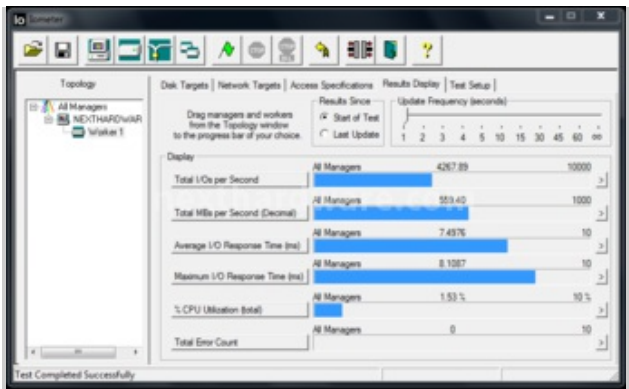 Iometer
Topology
All Managers
NEXTHARDWAR
Worker 1
Disk Targets | Network Targets | Access Specifications | Results Display | Test Setup
Drag managers and workers
from the Topology window
to the progress bar of your choice.
Results Since
Start of Test
Last Update
Update Frequency (seconds)
1 2 3 4 5 10 15 30 45 60 ∞
Display
All Managers 4267.89 10000
Total I/Os per Second
All Managers 559.40 1000
Total MBs per Second (Decimal)
All Managers 7.4976 10
Average I/O Response Time (ms)
All Managers 8.1087 10
Maximum I/O Response Time (ms)
All Managers 1.53 % 10 %
% CPU Utilization (total)
All Managers 0 10
Total Error Count
Test Completed Successfully